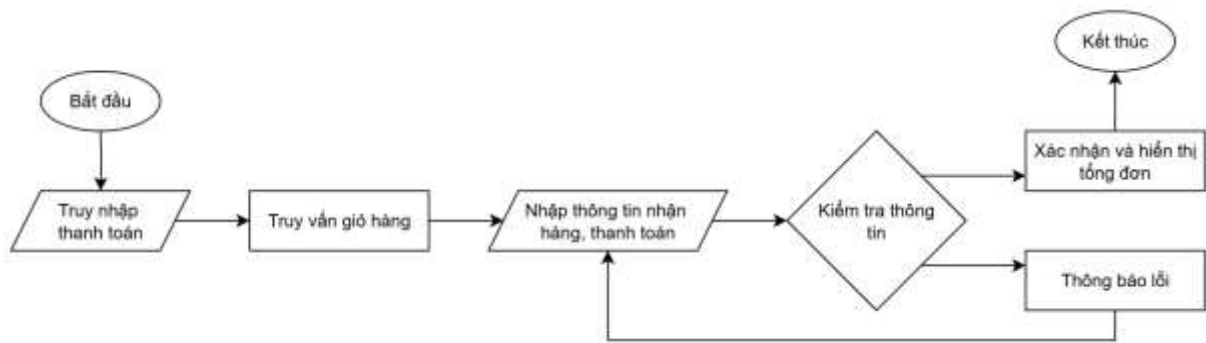 Bắt đầu
Truy nhập
thanh toán
Truy vấn giỏ hàng
Nhập thông tin nhận
hàng, thanh toán
Kiểm tra thông
tin
Kết thúc
Xác nhận và hiển thị
tổng đơn
Thông báo lỗi